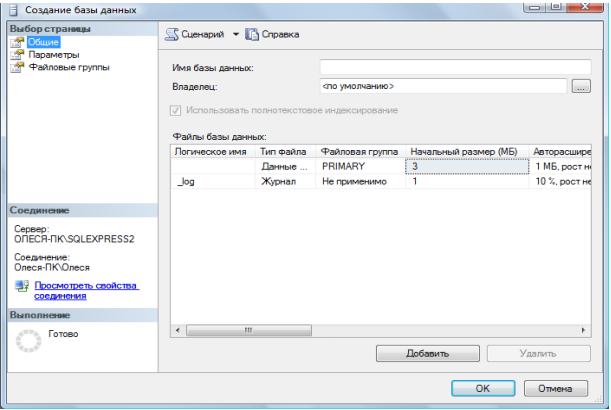 Создание базы данных
Выбор страницы
Общие
Параметры
Файловые группы
Сценарий
Справка
Имя базы данных:
Владелец:
<по умолчанию>
...
Использовать полнотекстовое индексирование
Файлы базы данных:
Логическое имя Тип файла Файловая группа Начальный размер (МБ) Авторасшире
Данные ... PRIMARY 3 1 МБ, рост не
_log Журнал Не применимо 1 10 %, рост не
Соединение
Сервер:
ОЛЕСЯ-ПК\SQLEXPRESS2
Соединение:
Олеся-ПК\Олеся
Просмотреть свойства
соединения
Выполнение
Готово
Добавить
Удалить
OK
Отмена